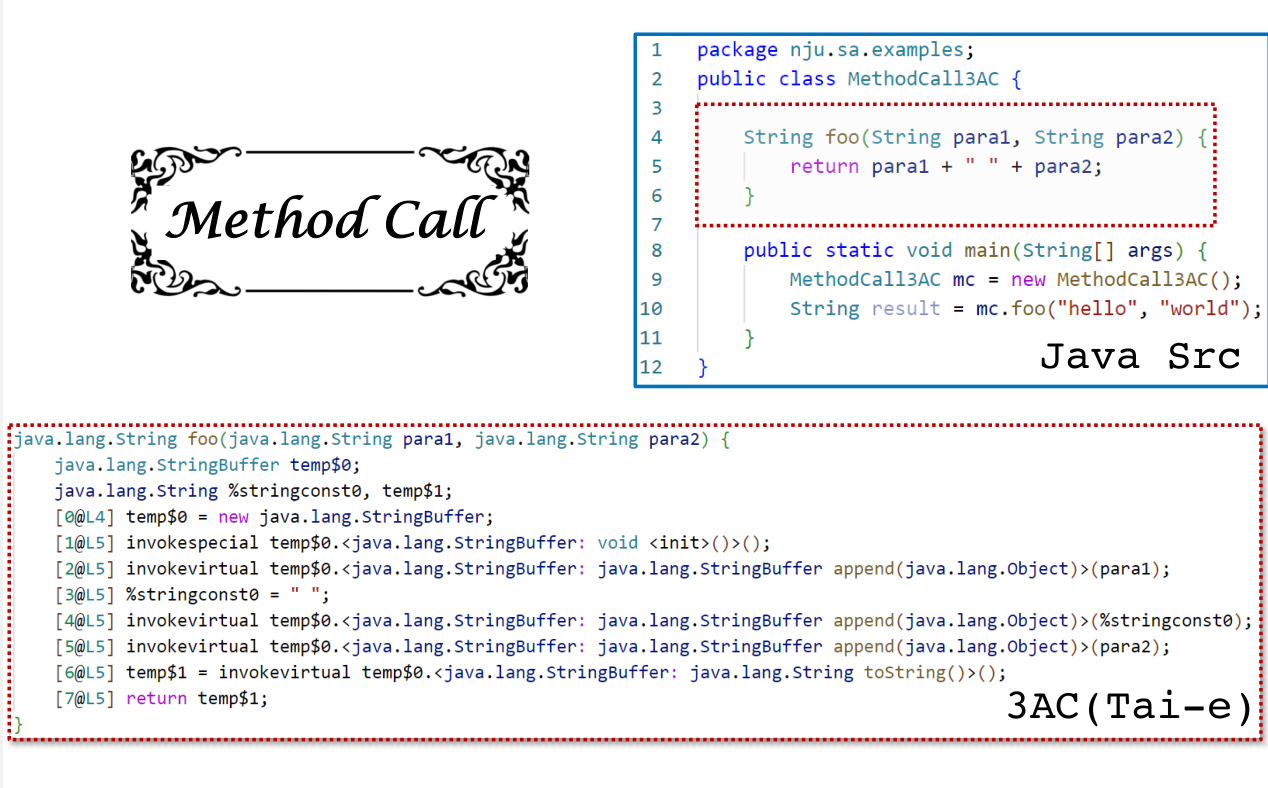 Method Call
1 package nju.sa.examples;
2 public class MethodCall3AC {
3
4 String foo(String para1, String para2) {
5 return para1 + " " + para2;
6 }
7
8 public static void main(String[] args) {
9 MethodCall3AC mc = new MethodCall3AC();
10 String result = mc.foo("hello", "world");
11 }
12 }
Java Src
java.lang.String foo(java.lang.String para1, java.lang.String para2) {
java.lang.StringBuffer temp$0;
java.lang.String %stringconst0, temp$1;
[0@L4] temp$0 = new java.lang.StringBuffer;
[1@L5] invokespecial temp$0.<java.lang.StringBuffer: void <init>()>();
[2@L5] invokevirtual temp$0.<java.lang.StringBuffer: java.lang.StringBuffer append(java.lang.Object)>(para1);
[3@L5] %stringconst0 = " ";
[4@L5] invokevirtual temp$0.<java.lang.StringBuffer: java.lang.StringBuffer append(java.lang.Object)>(%stringconst0);
[5@L5] invokevirtual temp$0.<java.lang.StringBuffer: java.lang.StringBuffer append(java.lang.Object)>(para2);
[6@L5] temp$1 = invokevirtual temp$0.<java.lang.StringBuffer: java.lang.String toString()>();
[7@L5] return temp$1;
}
3AC(Tai-e)